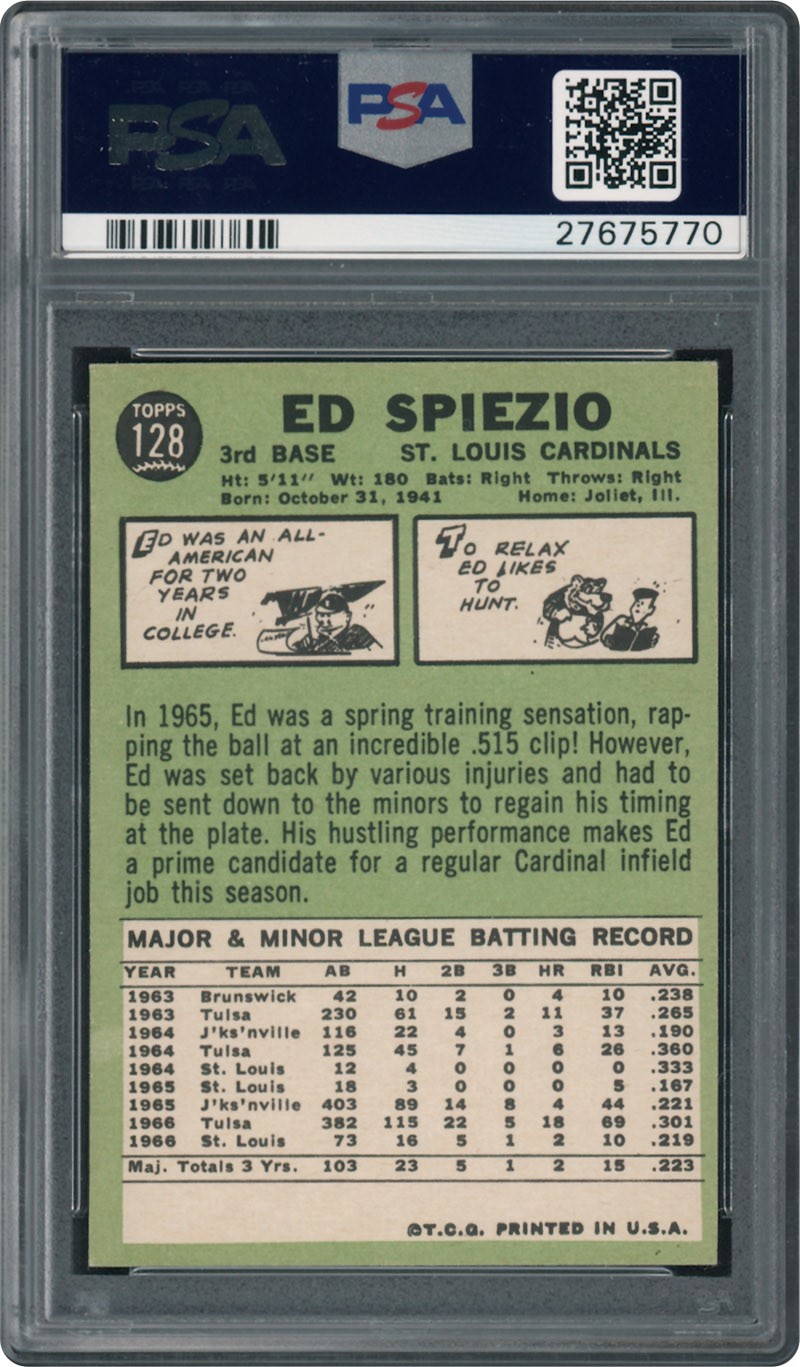 PSA PSA PSA
PSA
PSA PSA PSA
PSA
27675770
TOPPS
128
ED SPIEZIO
3rd BASE ST. LOUIS CARDINALS
Ht: 5'11" Wt: 180 Bats: Right Throws: Right
Born: October 31, 1941 Home: Joliet, Ill.
ED WAS AN ALL-
AMERICAN
FOR TWO
YEARS
IN
COLLEGE.
TO RELAX
ED LIKES
TO
HUNT.
In 1965, Ed was a spring training sensation, rap-
ping the ball at an incredible .515 clip! However,
Ed was set back by various injuries and had to
be sent down to the minors to regain his timing
at the plate. His hustling performance makes Ed
a prime candidate for a regular Cardinal infield
job this season.
MAJOR & MINOR LEAGUE BATTING RECORD
YEAR TEAM AB H 2B 3B HR RBI AVG.
1963 Brunswick 42 10 2 0 4 10 .238
1963 Tulsa 230 61 15 2 11 37 .265
1964 J'ks'nville 116 22 4 0 3 13 .190
1964 Tulsa 125 45 7 1 6 26 .360
1964 St. Louis 12 4 0 0 0 0 .333
1965 St. Louis 18 3 0 0 0 5 .167
1965 J'ks'nville 403 89 14 8 4 44 .221
1966 Tulsa 382 115 22 5 18 69 .301
1966 St. Louis 73 16 5 1 2 10 .219
Maj. Totals 3 Yrs. 103 23 5 1 2 15 .223
©T.C.G. PRINTED IN U.S.A.